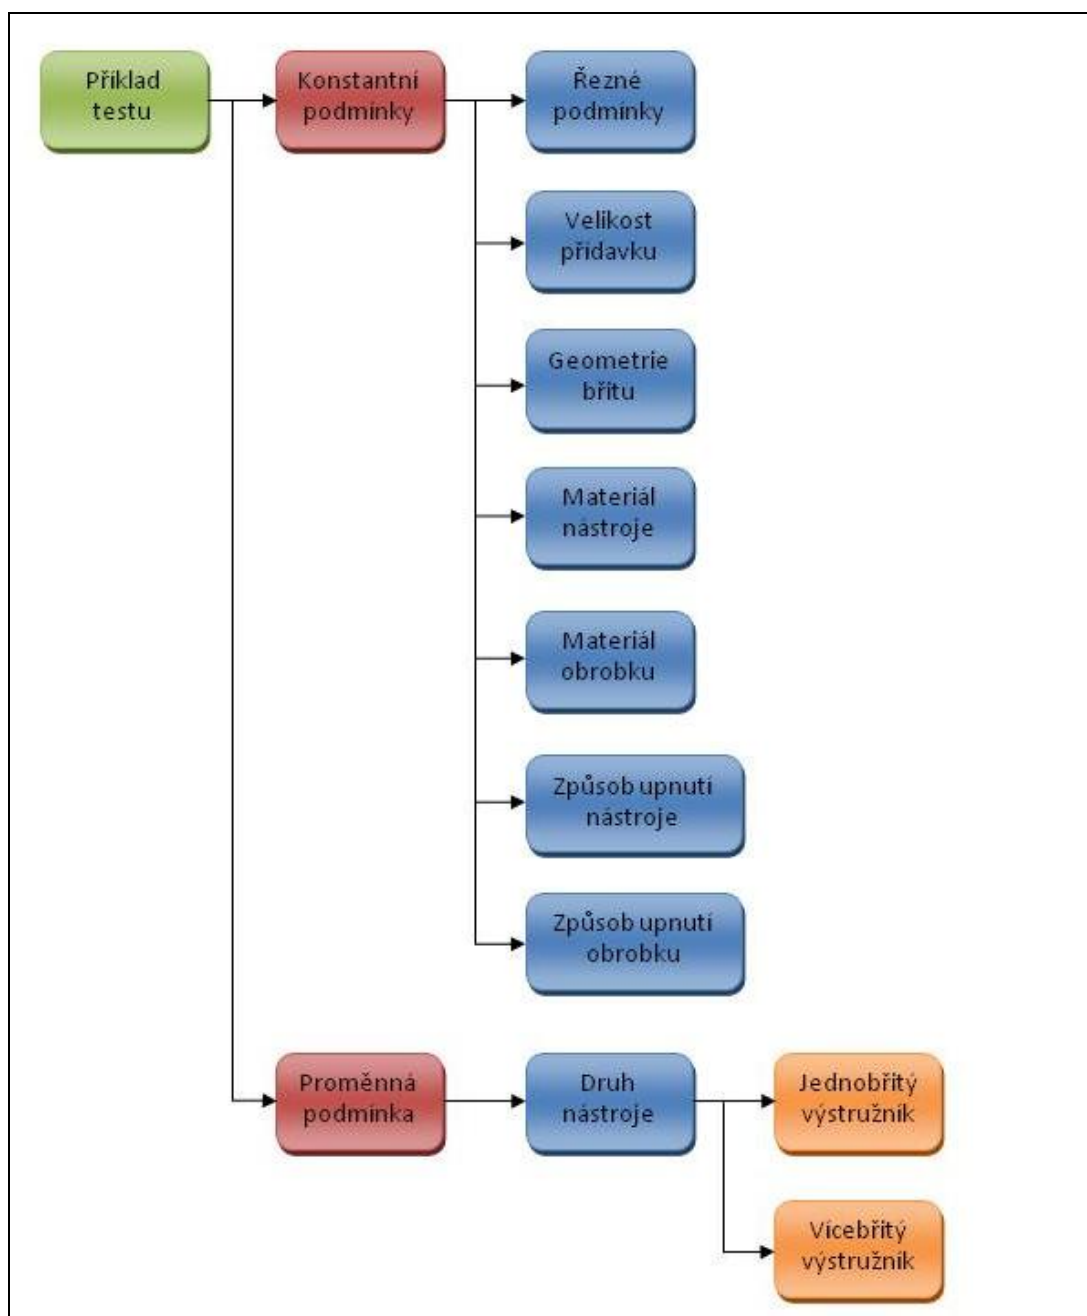 Příklad
testu
Konstantní
podmínky
Řezné
podmínky
Velikost
přídavku
Geometrie
břitu
Materiál
nástroje
Materiál
obrobku
Způsob upnutí
nástroje
Způsob upnutí
obrobku
Proměnná
podmínka
Druh
nástroje
Jednobřitý
výstružník
Vícebřitý
výstružník